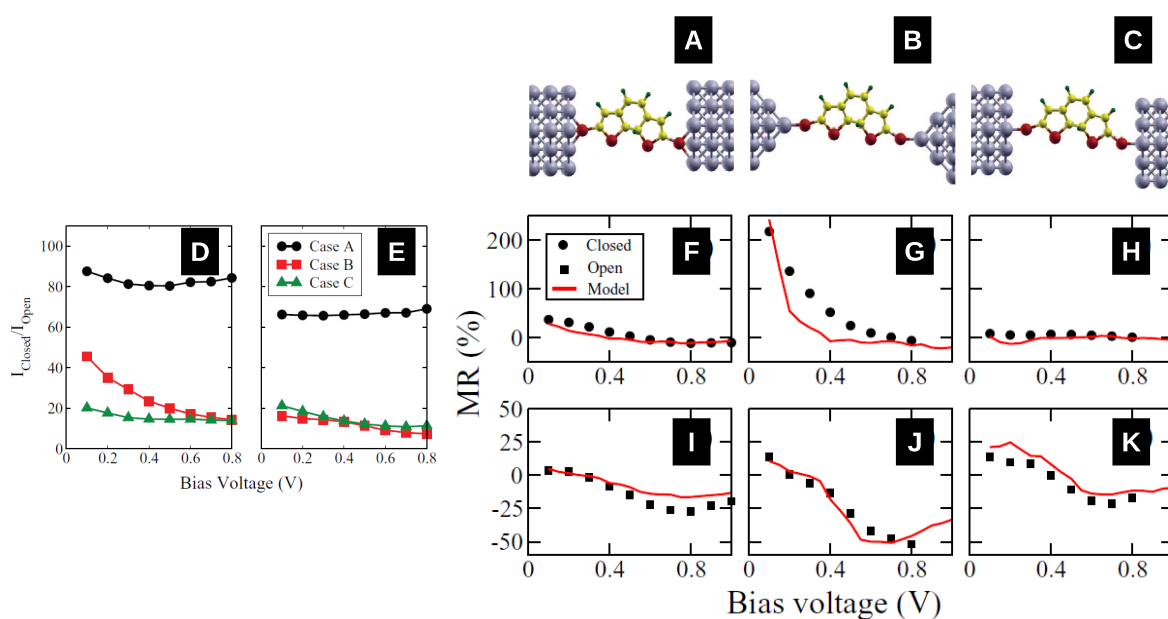 A B C
D E
Case A
Case B
Case C
I_Closed/I_Open
100
80
60
40
20
0
0 0.2 0.4 0.6 0.8
0 0.2 0.4 0.6 0.8
Bias Voltage (V)
F G H
Closed
Open
Model
200
100
0
0 0.4 0.8
0 0.4 0.8
0 0.4 0.8
MR (%)
I J K
50
25
0
-25
-50
0 0.4 0.8
0 0.4 0.8
0 0.4 0.8
Bias voltage (V)